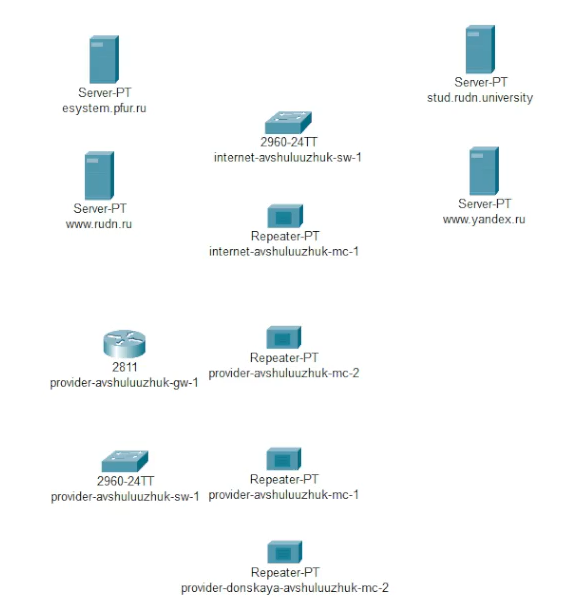 Server-PT
esystem.pfur.ru
Server-PT
stud.rudn.university
2960-24TT
internet-avshuluuzhuk-sw-1
Server-PT
www.rudn.ru
Server-PT
www.yandex.ru
Repeater-PT
internet-avshuluuzhuk-mc-1
2811
provider-avshuluuzhuk-gw-1
Repeater-PT
provider-avshuluuzhuk-mc-2
2960-24TT
provider-avshuluuzhuk-sw-1
Repeater-PT
provider-avshuluuzhuk-mc-1
Repeater-PT
provider-donskaya-avshuluuzhuk-mc-2